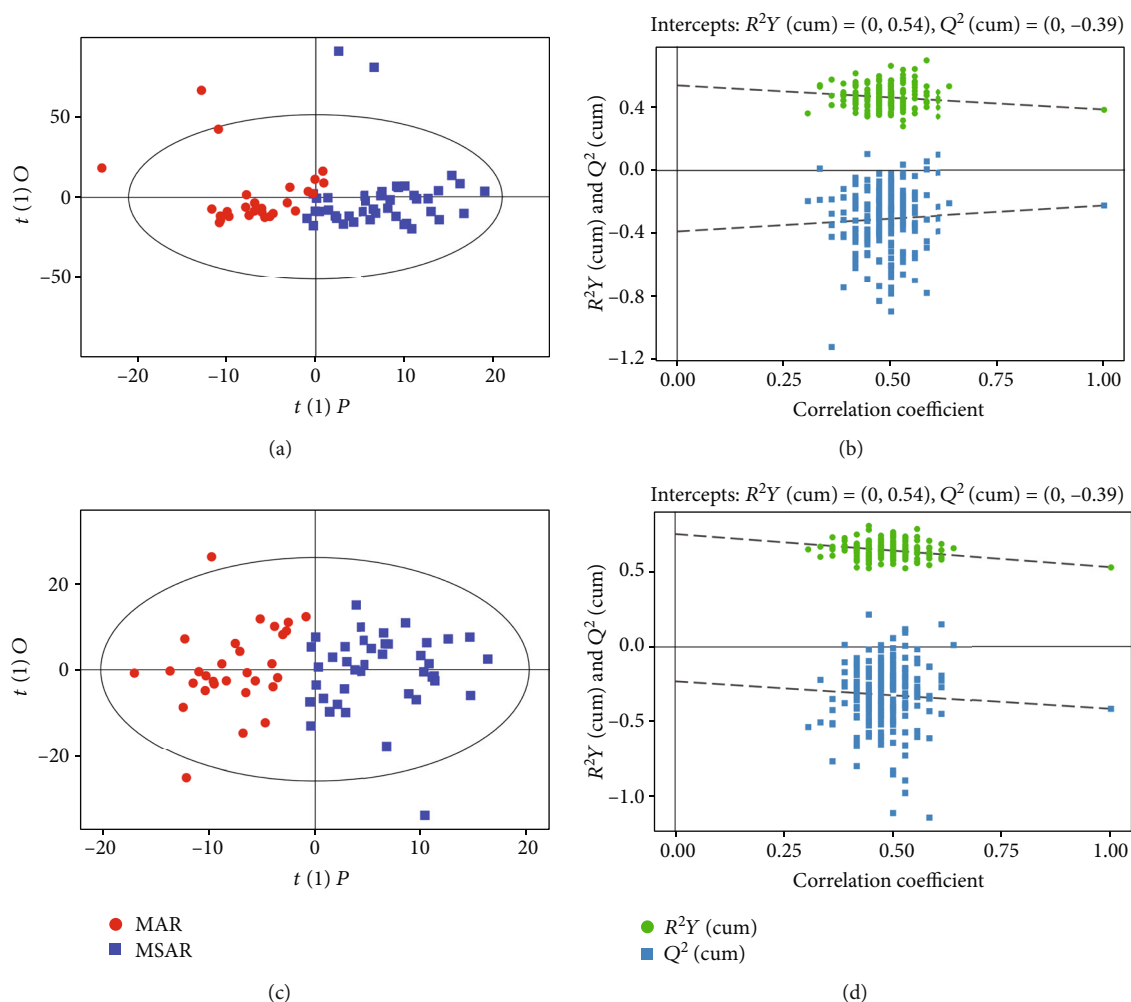 50
0
−50
t (1) O
−20
−10
0
10
20
t (1) P
(a)
Intercepts: R²Y (cum) = (0, 0.54), Q² (cum) = (0, −0.39)
0.4
0.0
−0.4
−0.8
−1.2
R²Y (cum) and Q² (cum)
0.00
0.25
0.50
0.75
1.00
Correlation coefficient
(b)
20
0
−20
t (1) O
−20
−10
0
10
20
t (1) P
MAR
MSAR
(c)
Intercepts: R²Y (cum) = (0, 0.54), Q² (cum) = (0, −0.39)
0.5
0.0
−0.5
−1.0
R²Y (cum) and Q² (cum)
0.00
0.25
0.50
0.75
1.00
Correlation coefficient
R²Y (cum)
Q² (cum)
(d)